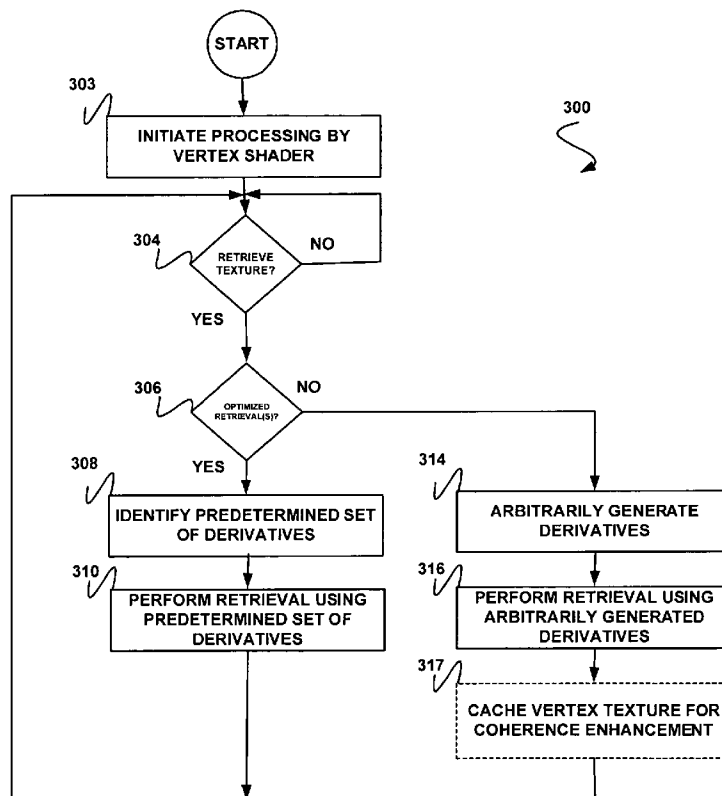 START
303
INITIATE PROCESSING BY
VERTEX SHADER
300
304
RETRIEVE
TEXTURE?
NO
YES
306
OPTIMIZED
RETRIEVAL(S)?
NO
YES
308
IDENTIFY PREDETERMINED SET
OF DERIVATIVES
314
ARBITRARILY GENERATE
DERIVATIVES
310
PERFORM RETRIEVAL USING
PREDETERMINED SET OF
DERIVATIVES
316
PERFORM RETRIEVAL USING
ARBITRARILY GENERATED
DERIVATIVES
317
CACHE VERTEX TEXTURE FOR
COHERENCE ENHANCEMENT